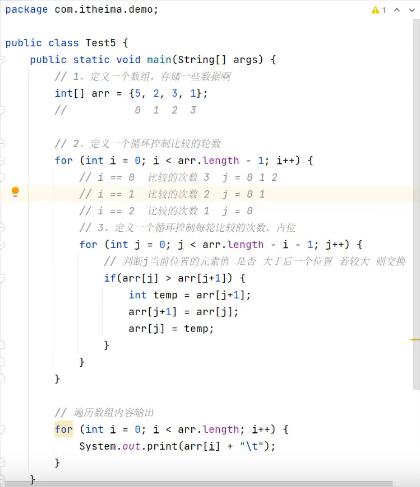 package com.itheima.demo;
1
public class Test5 {
public static void main(String[] args) {
// 1、定义一个数组，存储一些数据啊
int[] arr = {5, 2, 3, 1};
// 0 1 2 3
// 2、定义一个循环控制比较的轮数
for (int i = 0; i < arr.length - 1; i++) {
// i == 0 比较的次数 3 j = 0 1 2
// i == 1 比较的次数 2 j = 0 1
// i == 2 比较的次数 1 j = 0
// 3、定义一个循环控制每轮比较的次数，占位
for (int j = 0; j < arr.length - i - 1; j++) {
// 判断j当前位置的元素值 是否 大于后一个位置 若较大 则交换
if(arr[j] > arr[j+1]) {
int temp = arr[j+1];
arr[j+1] = arr[j];
arr[j] = temp;
}
}
}
// 遍历数组内容输出
for (int i = 0; i < arr.length; i++) {
System.out.print(arr[i] + "\t");
}
}